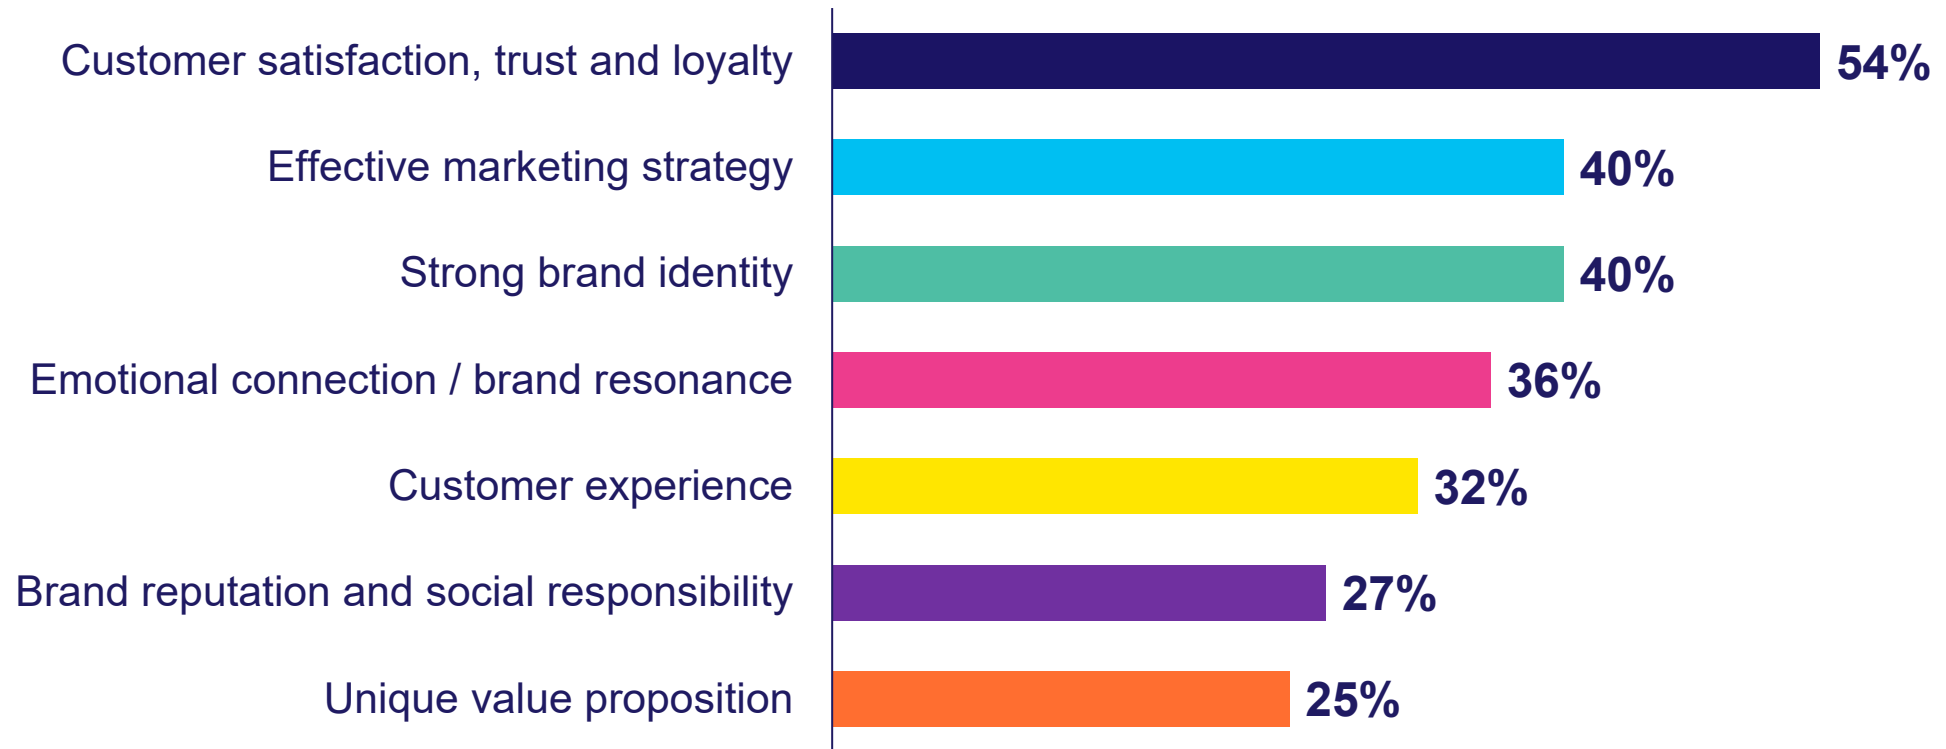 Customer satisfaction, trust and loyalty 54%
Effective marketing strategy 40%
Strong brand identity 40%
Emotional connection / brand resonance 36%
Customer experience 32%
Brand reputation and social responsibility 27%
Unique value proposition 25%